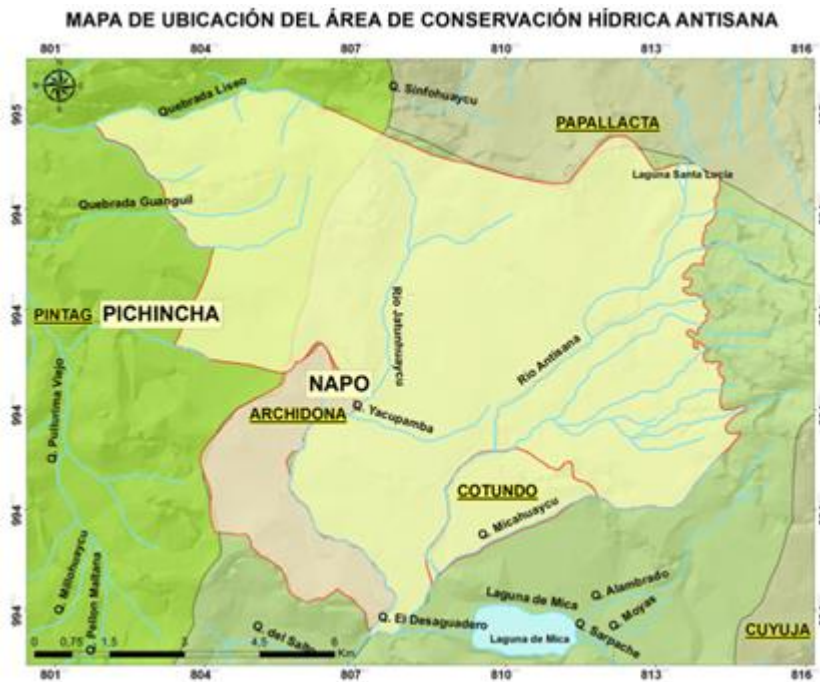 MAPA DE UBICACIÓN DEL ÁREA DE CONSERVACIÓN HÍDRICA ANTISANA
801 804 807 810 813 816
995
Quebrada Liseo
Q. Sinfohuaycu
PAPALLACTA
Laguna Santa Lucía
994
Quebrada Guanguil
994
PINTAG
PICHINCHA
Río Jatunhuaycu
Río Antisana
NAPO
994
ARCHIDONA
Q. Yacupamba
Q. Pullurima Viejo
COTUNDO
994
Q. Micahuaycu
Q. Millohuaycu
Q. Pellon Maltana
Laguna de Mica
Q. Alambrado
994
Q. El Desaguadero
Q. Moyas
Q. del Salto
Laguna de Mica
Q. Sarpache
CUYUJA
0 0,75 1,5 3 4,5 6
Km
801 804 807 810 813 816